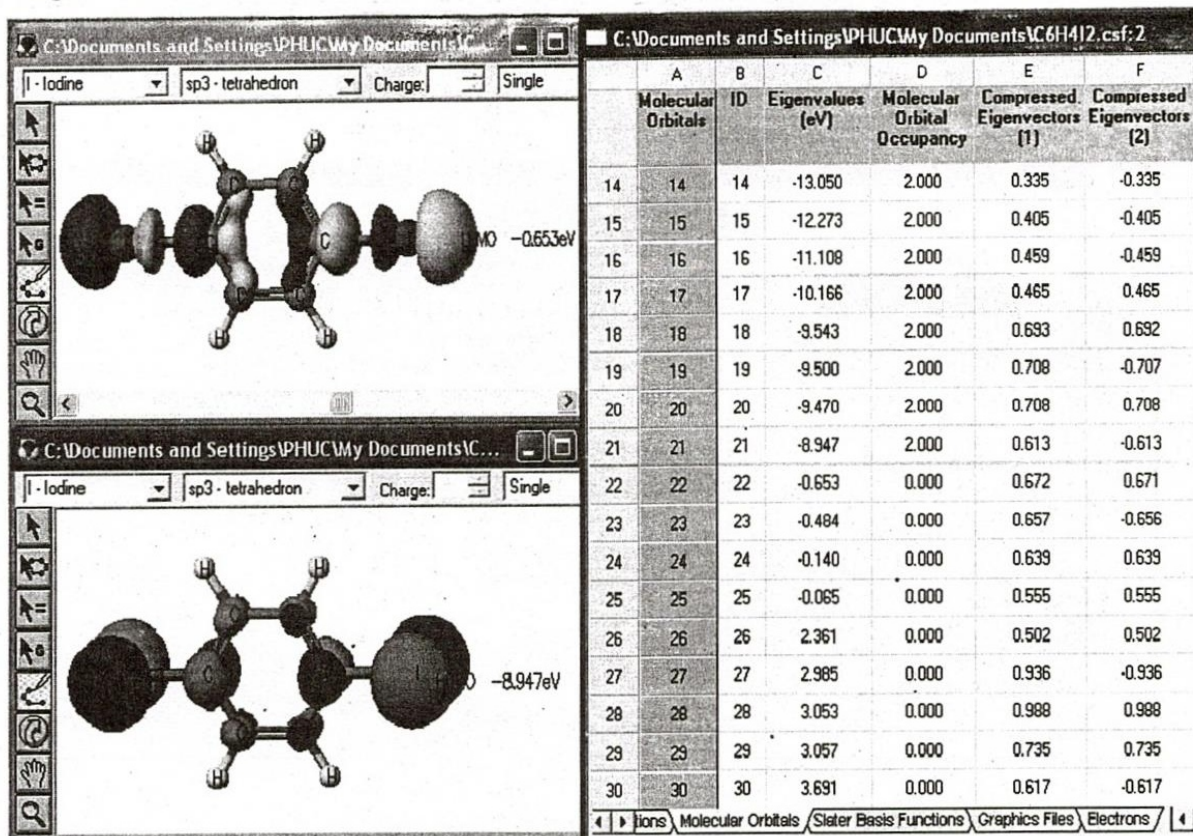 C:\Documents and Settings\PHUC\My Documents\C...
I - Iodine sp3 - tetrahedron Charge: Single
H H
C C
C MO -0.653eV
C C
H H
C:\Documents and Settings\PHUC\My Documents\C...
I - Iodine sp3 - tetrahedron Charge: Single
H H
C I O -8.947eV
H H
C:\Documents and Settings\PHUC\My Documents\C6H4I2.csf:2
A B C D E F
Molecular Orbitals ID Eigenvalues (eV) Molecular Orbital Occupancy Compressed Eigenvectors (1) Compressed Eigenvectors (2)
14 14 14 -13.050 2.000 0.335 -0.335
15 15 15 -12.273 2.000 0.405 -0.405
16 16 16 -11.108 2.000 0.459 -0.459
17 17 17 -10.166 2.000 0.465 0.465
18 18 18 -9.543 2.000 0.693 0.692
19 19 19 -9.500 2.000 0.708 -0.707
20 20 20 -9.470 2.000 0.708 0.708
21 21 21 -8.947 2.000 0.613 -0.613
22 22 22 -0.653 0.000 0.672 0.671
23 23 23 -0.484 0.000 0.657 -0.656
24 24 24 -0.140 0.000 0.639 0.639
25 25 25 -0.065 0.000 0.555 0.555
26 26 26 2.361 0.000 0.502 0.502
27 27 27 2.985 0.000 0.936 -0.936
28 28 28 3.053 0.000 0.988 0.988
29 29 29 3.057 0.000 0.735 0.735
30 30 30 3.691 0.000 0.617 -0.617
tions Molecular Orbitals Slater Basis Functions Graphics Files Electrons